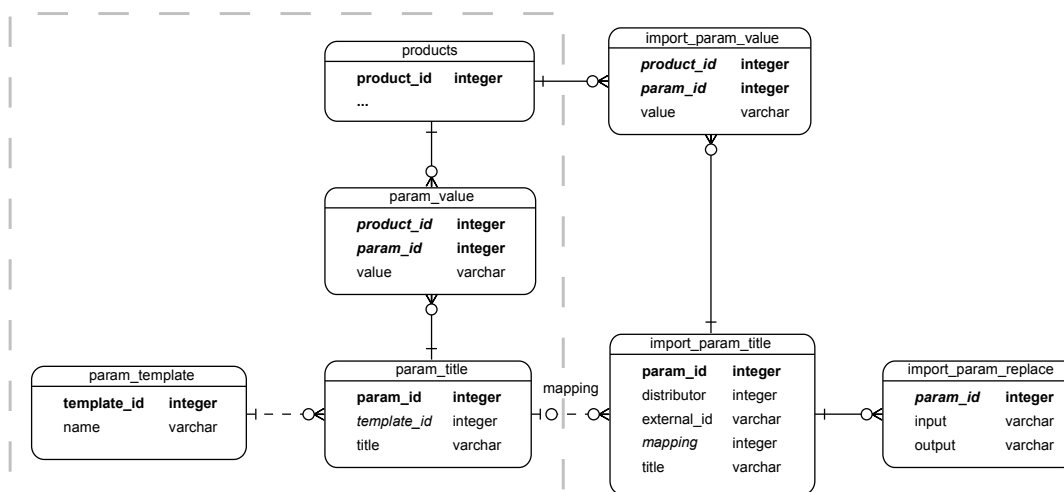 products
product_id integer
...
import_param_value
product_id integer
param_id integer
value varchar
param_value
product_id integer
param_id integer
value varchar
param_template
template_id integer
name varchar
param_title
param_id integer
template_id integer
title varchar
mapping
import_param_title
param_id integer
distributor integer
external_id varchar
mapping integer
title varchar
import_param_replace
param_id integer
input varchar
output varchar